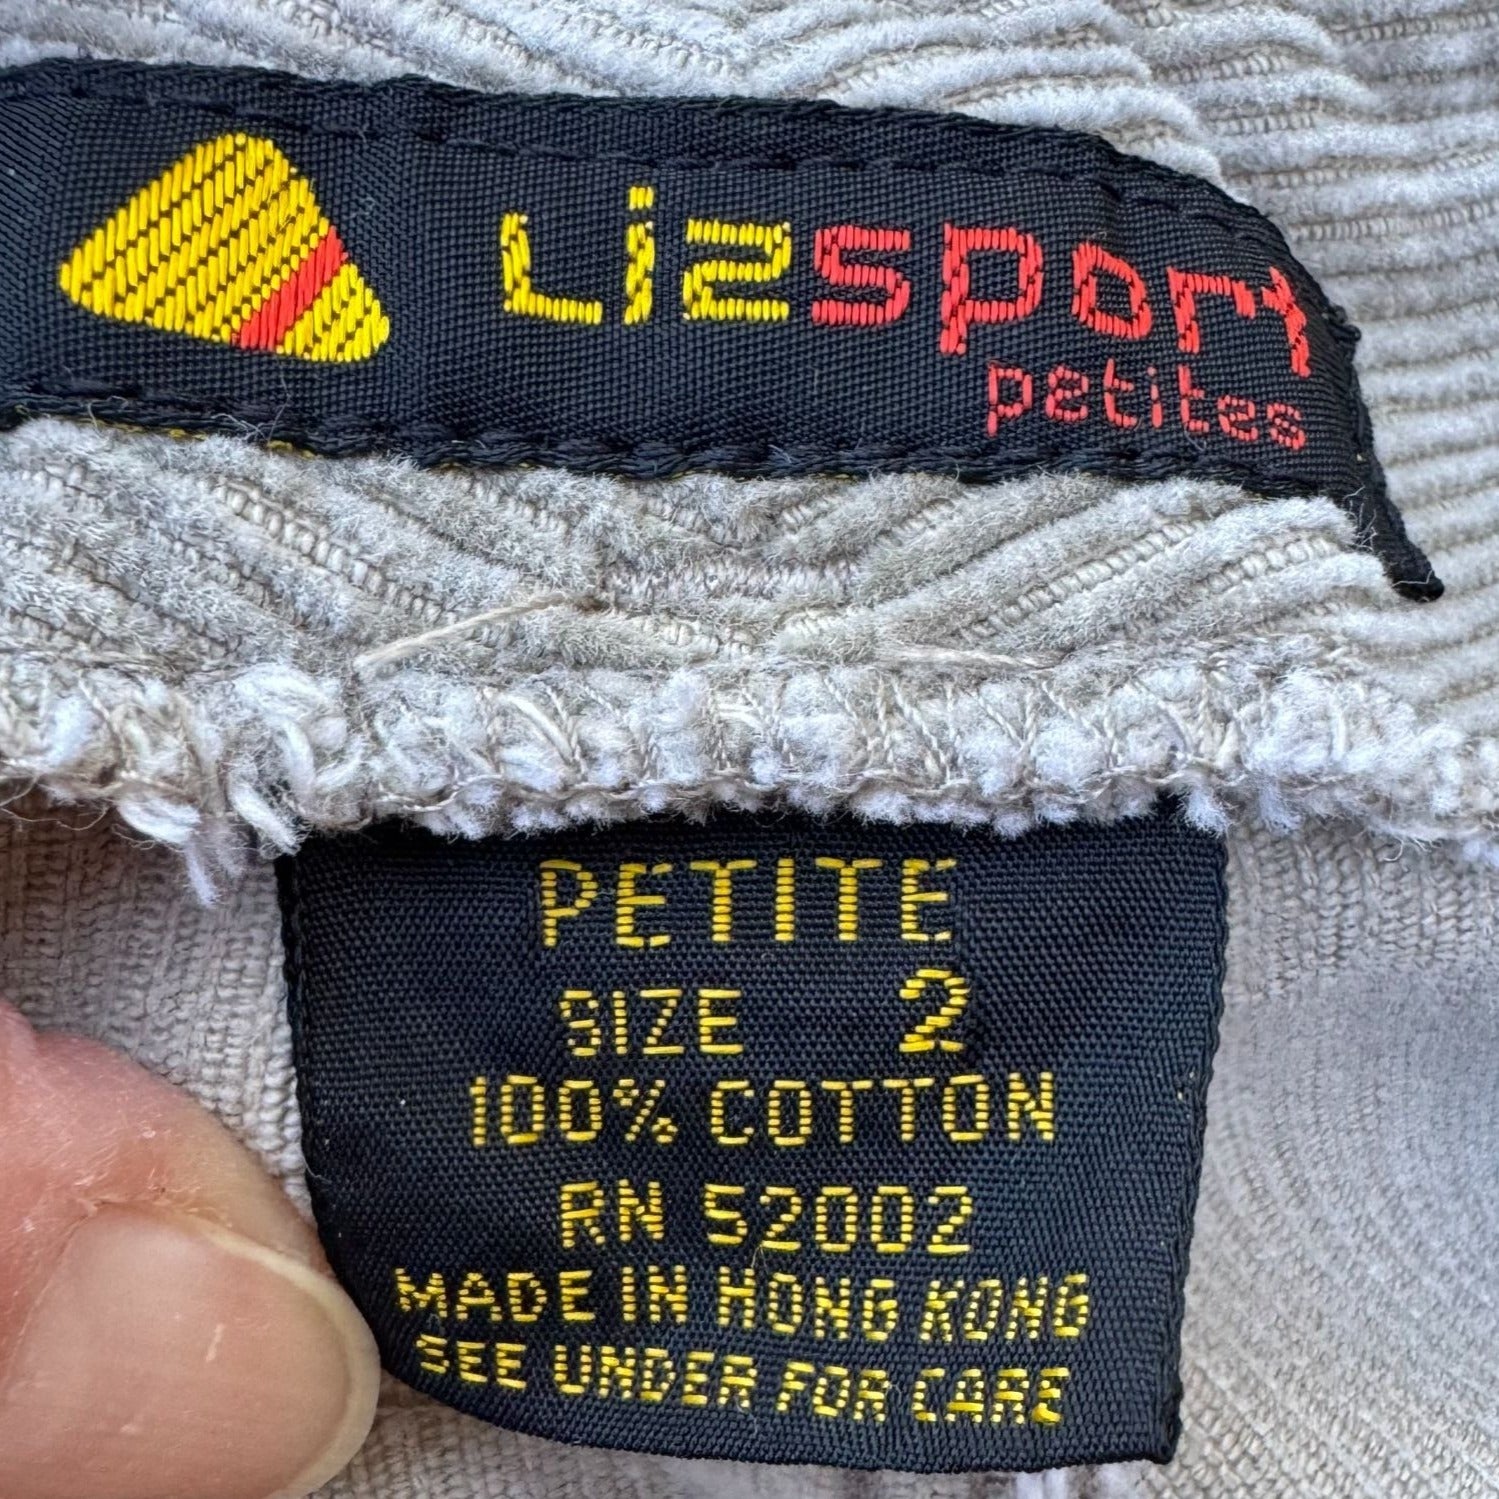 Lizsport
petites
PETITE
SIZE 2
100% COTTON
RN 52002
MADE IN HONG KONG
SEE UNDER FOR CARE